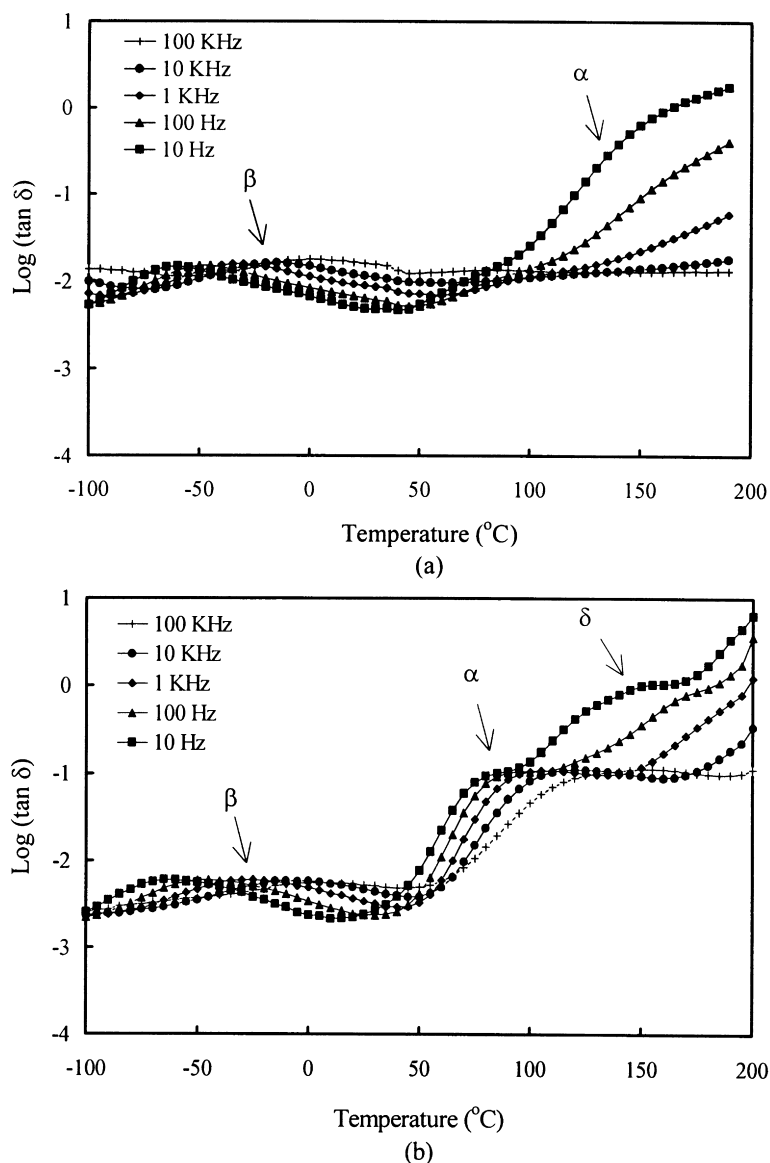 100 KHz
10 KHz
1 KHz
100 Hz
10 Hz
α
β
1
0
-1
-2
-3
-4
Log (tan δ)
-100
-50
0
50
100
150
200
Temperature (°C)
(a)
100 KHz
10 KHz
1 KHz
100 Hz
10 Hz
δ
α
β
1
0
-1
-2
-3
-4
Log (tan δ)
-100
-50
0
50
100
150
200
Temperature (°C)
(b)